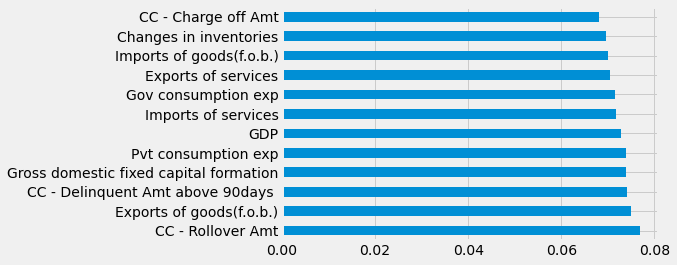 CC - Charge off Amt
Changes in inventories
Imports of goods(f.o.b.)
Exports of services
Gov consumption exp
Imports of services
GDP
Pvt consumption exp
Gross domestic fixed capital formation
CC - Delinquent Amt above 90days
Exports of goods(f.o.b.)
CC - Rollover Amt
0.00 0.02 0.04 0.06 0.08